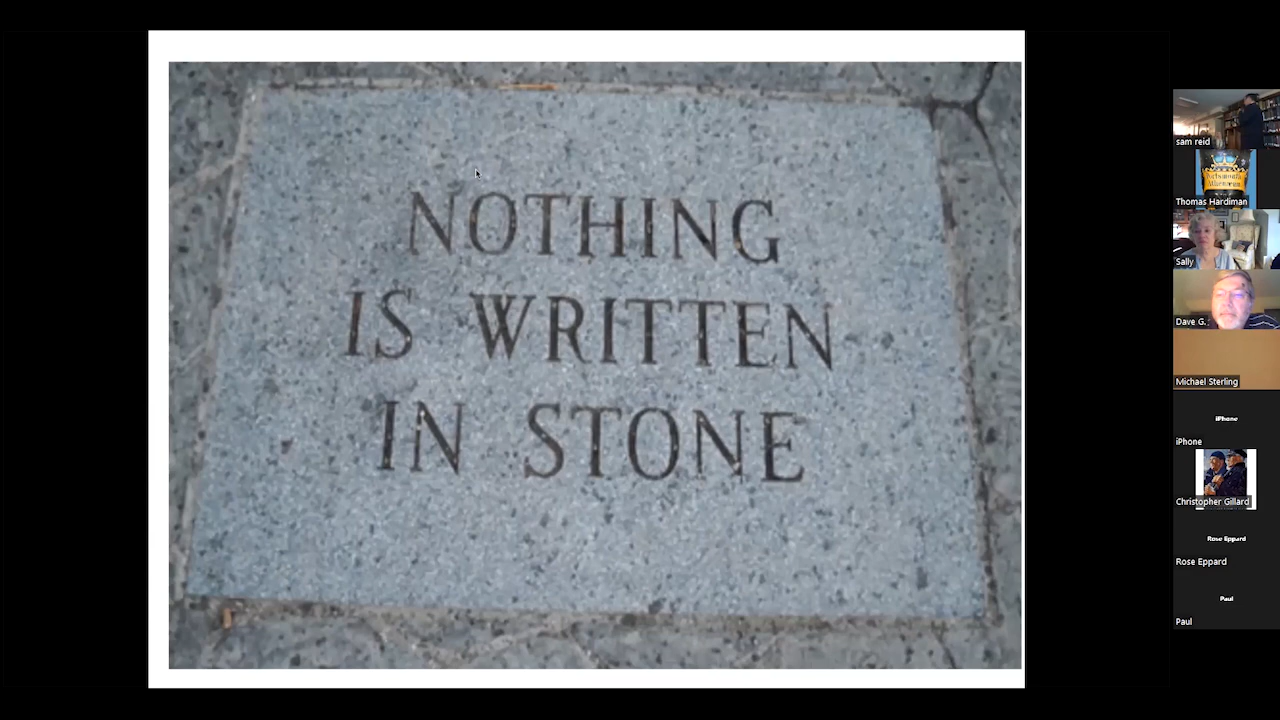 NOTHING
IS WRITTEN
IN STONE
sam reid
Thomas Hardiman
Sally
Dave G.
Michael Sterling
iPhone
iPhone
Christopher Gillard
Rose Eppard
Rose Eppard
Paul
Paul